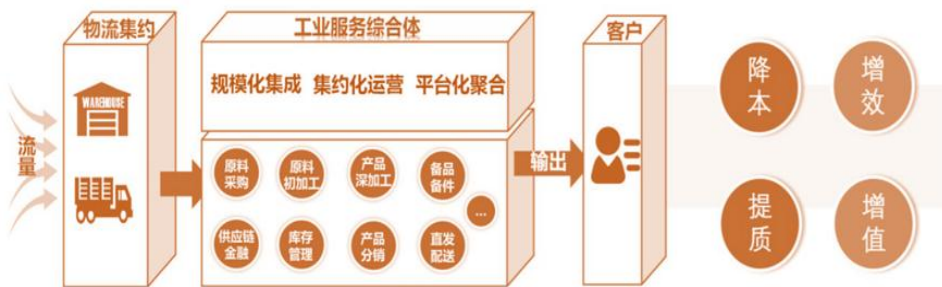 流量
物流集约
WAREHOUSE
工业服务综合体
规模化集成 集约化运营 平台化聚合
原料
采购
原料
初加工
产品
深加工
备品
备件
...
供应链
金融
库存
管理
产品
分销
直发
配送
输出
客户
降本
增效
提质
增值